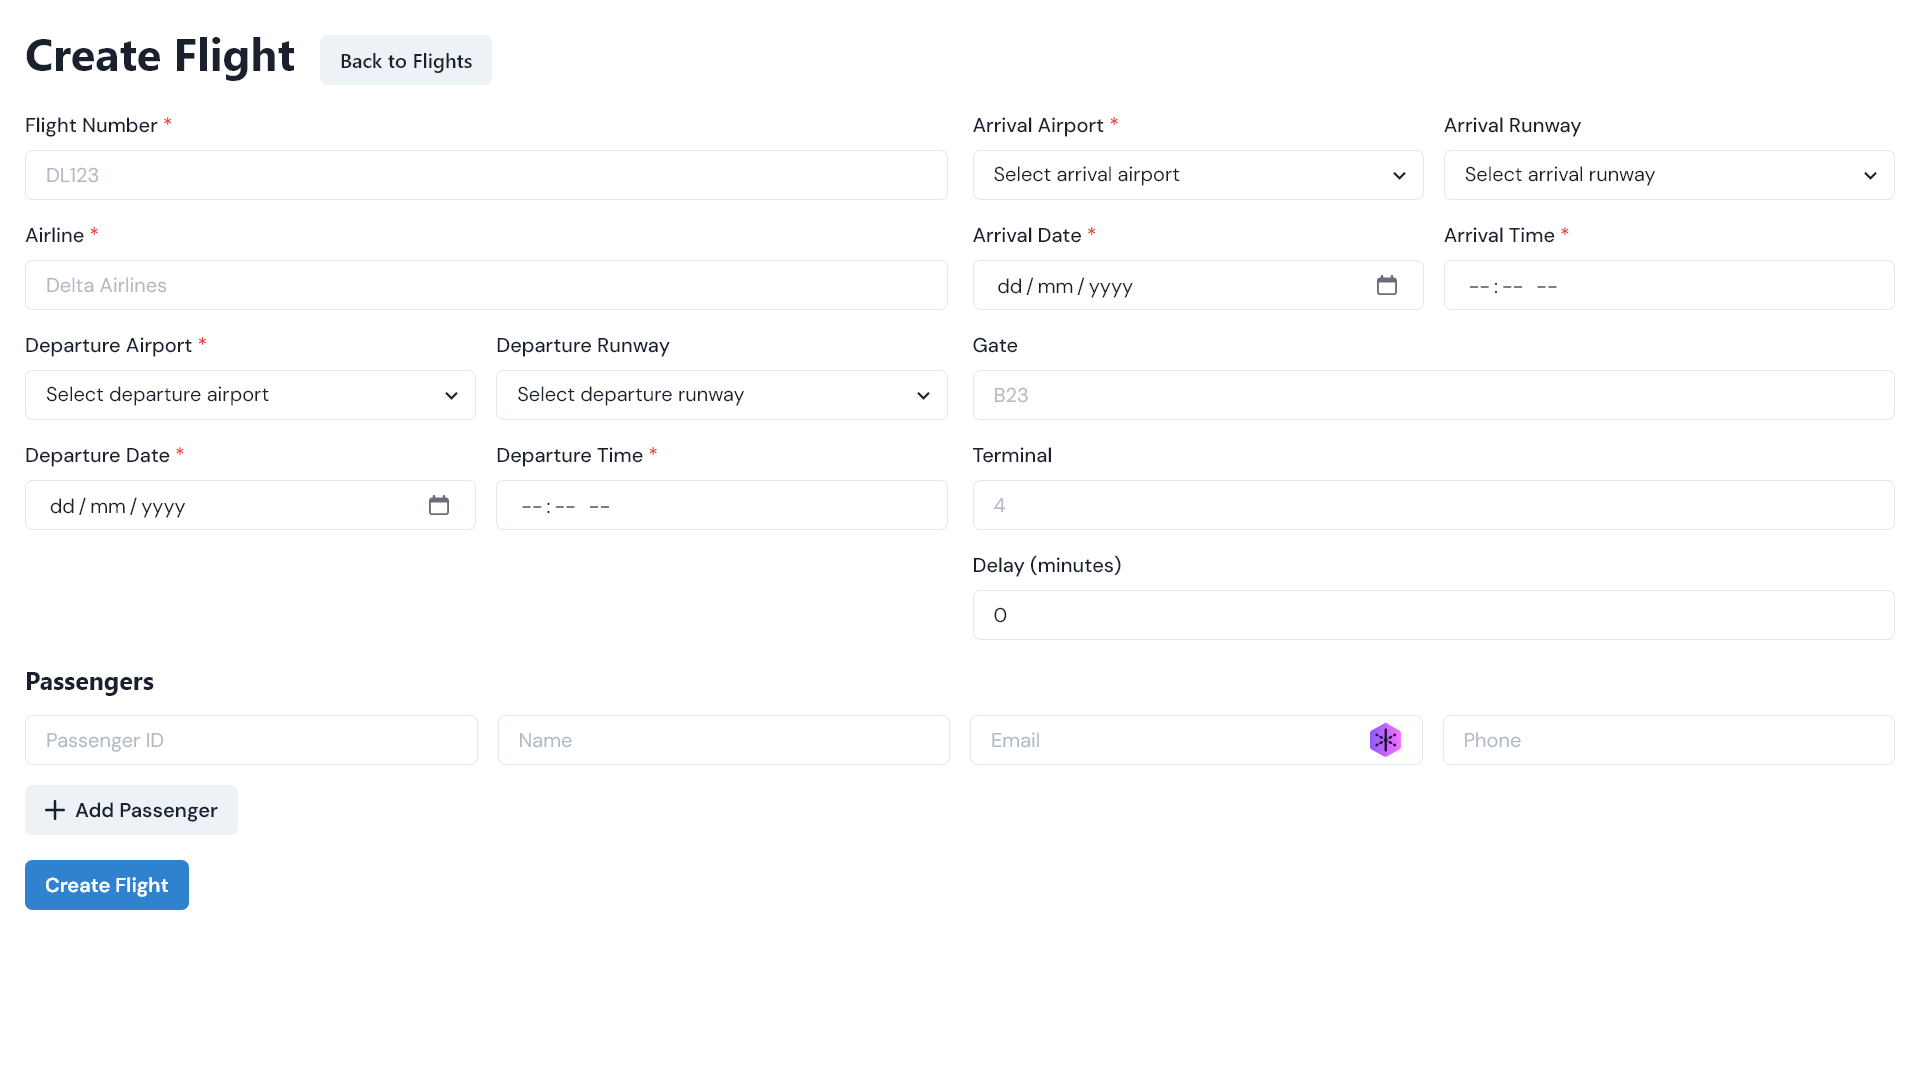 Create Flight
Back to Flights
Flight Number *
DL123
Airline *
Delta Airlines
Departure Airport *
Select departure airport
Departure Runway
Select departure runway
Departure Date *
dd/mm/yyyy
Departure Time *
--:-- --
Arrival Airport *
Select arrival airport
Arrival Runway
Select arrival runway
Arrival Date *
dd/mm/yyyy
Arrival Time *
--:-- --
Gate
B23
Terminal
4
Delay (minutes)
0
Passengers
Passenger ID
Name
Email
Phone
Add Passenger
Create Flight